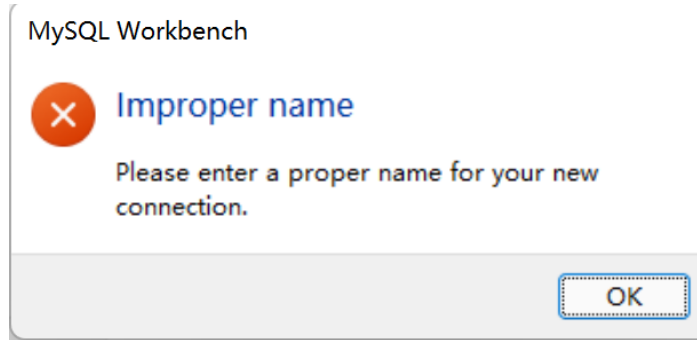 MySQL Workbench
Improper name
Please enter a proper name for your new
connection.
OK